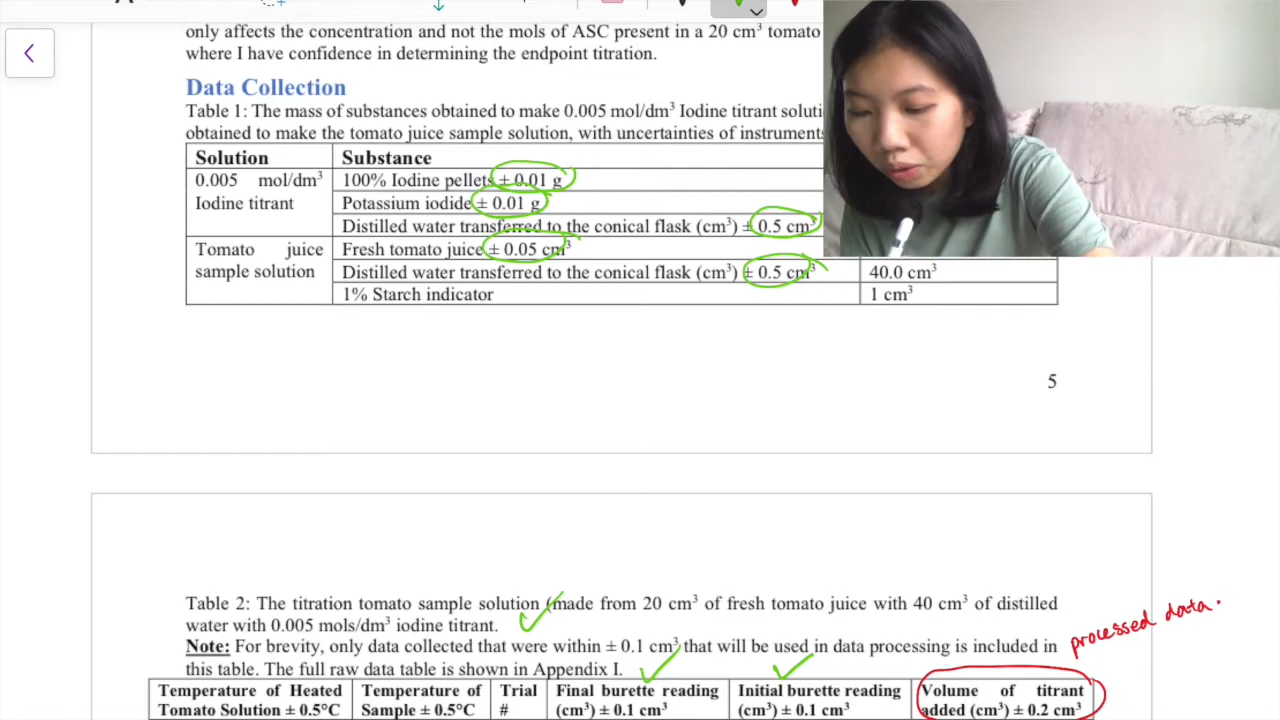 only affects the concentration and not the mols of ASC present in a 20 cm³ tomato
where I have confidence in determining the endpoint titration.
Data Collection
Table 1: The mass of substances obtained to make 0.005 mol/dm³ Iodine titrant soluti
obtained to make the tomato juice sample solution, with uncertainties of instruments
Solution Substance
0.005 mol/dm³ 100% Iodine pellets ± 0.01 g
Iodine titrant Potassium iodide ± 0.01 g
Distilled water transferred to the conical flask (cm³) ± 0.5 cm³
Tomato juice Fresh tomato juice ± 0.05 cm³
sample solution Distilled water transferred to the conical flask (cm³) ± 0.5 cm³ 40.0 cm³
1% Starch indicator 1 cm³
5
Table 2: The titration tomato sample solution (made from 20 cm³ of fresh tomato juice with 40 cm³ of distilled
water with 0.005 mols/dm³ iodine titrant.
processed data.
Note: For brevity, only data collected that were within ± 0.1 cm³ that will be used in data processing is included in
this table. The full raw data table is shown in Appendix I.
Temperature of Heated Temperature of Trial Final burette reading Initial burette reading Volume of titrant
Tomato Solution ± 0.5°C Sample ± 0.5°C # (cm³) ± 0.1 cm³ (cm³) ± 0.1 cm³ added (cm³) ± 0.2 cm³